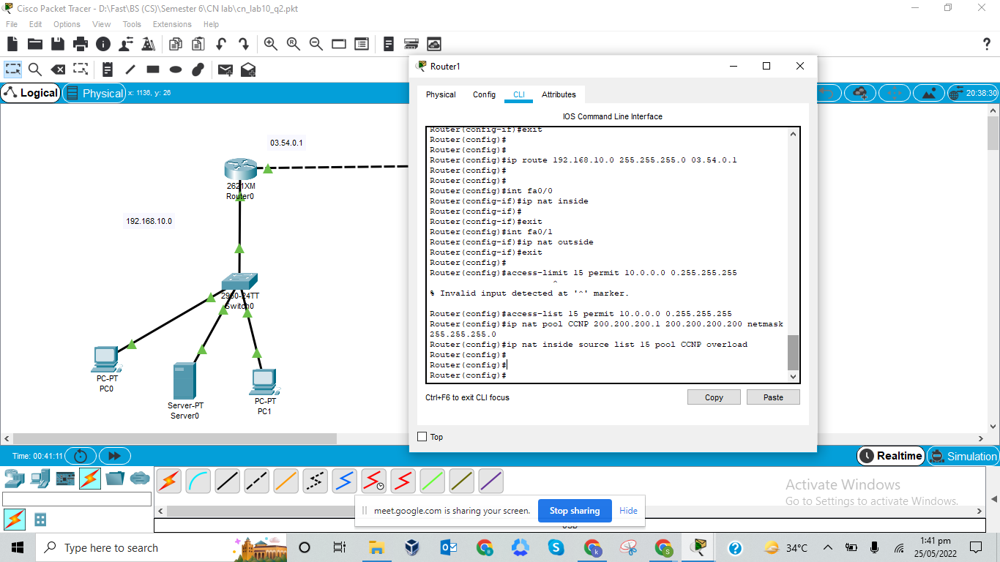 Cisco Packet Tracer - D:\Fast\BS (CS)\Semester 6\CN lab\cn_lab10_q2.pkt
File Edit Options View Tools Extensions Help
Logical
Physical
x: 1136, y: 26
20:38:30
Router1
Physical Config CLI Attributes
IOS Command Line Interface
Router(config-if)#exit
Router(config)#
Router(config)#
Router(config)#ip route 192.168.10.0 255.255.255.0 03.54.0.1
Router(config)#
Router(config)#
Router(config)#int fa0/0
Router(config-if)#ip nat inside
Router(config-if)#
Router(config-if)#exit
Router(config)#int fa0/1
Router(config-if)#ip nat outside
Router(config-if)#exit
Router(config)#
Router(config)#access-limit 15 permit 10.0.0.0 0.255.255.255
^
% Invalid input detected at '^' marker.
Router(config)#access-list 15 permit 10.0.0.0 0.255.255.255
Router(config)#ip nat pool CCNP 200.200.200.1 200.200.200.200 netmask
255.255.255.0
Router(config)#ip nat inside source list 15 pool CCNP overload
Router(config)#
Router(config)#
Router(config)#
Ctrl+F6 to exit CLI focus
Copy
Paste
Top
03.54.0.1
2621XM
Router0
192.168.10.0
2960-24TT
Switch0
PC-PT
PC0
Server-PT
Server0
PC-PT
PC1
Time: 00:41:11
Realtime
Simulation
Activate Windows
Go to Settings to activate Windows.
meet.google.com is sharing your screen.
Stop sharing
Hide
USB
Type here to search
34°C
1:41 pm
25/05/2022